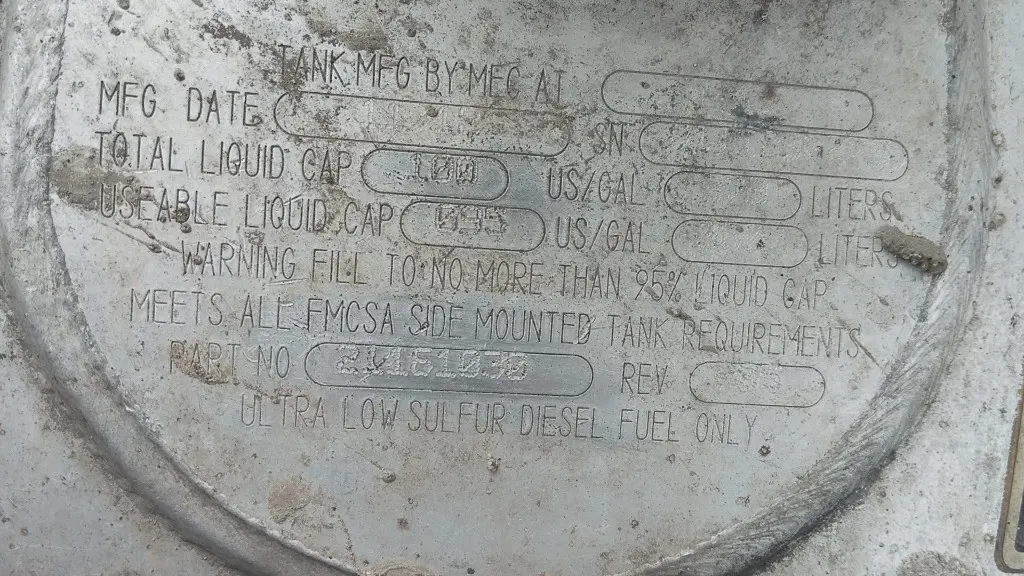 TANK MFG BY MFC AT
MFG. DATE SN
TOTAL LIQUID CAP 100 US/GAL LITERS
USEABLE LIQUID CAP 095 US/GAL LITERS
WARNING FILL TO NO MORE THAN 95% LIQUID CAP
MEETS ALL FMCSA SIDE MOUNTED TANK REQUIREMENTS
PART NO REV
ULTRA LOW SULFUR DIESEL FUEL ONLY